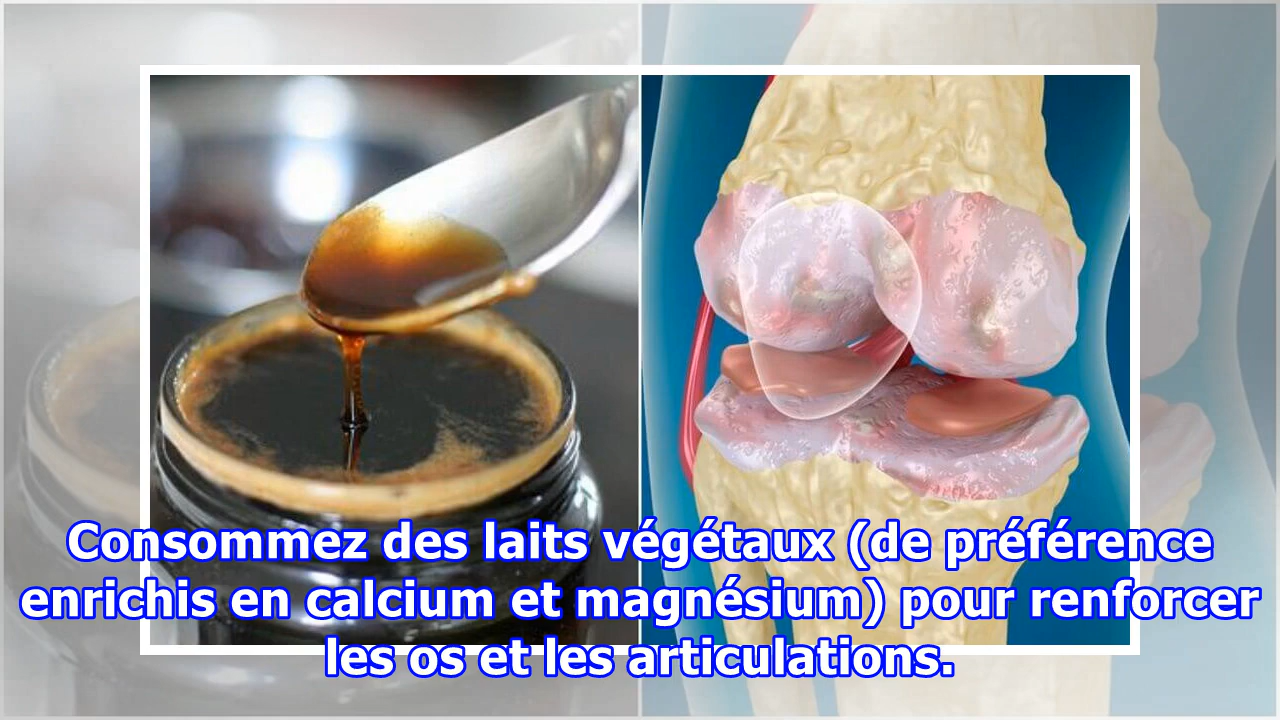 Consommez des laits végétaux (de préférence
enrichis en calcium et magnésium) pour renforcer
les os et les articulations.